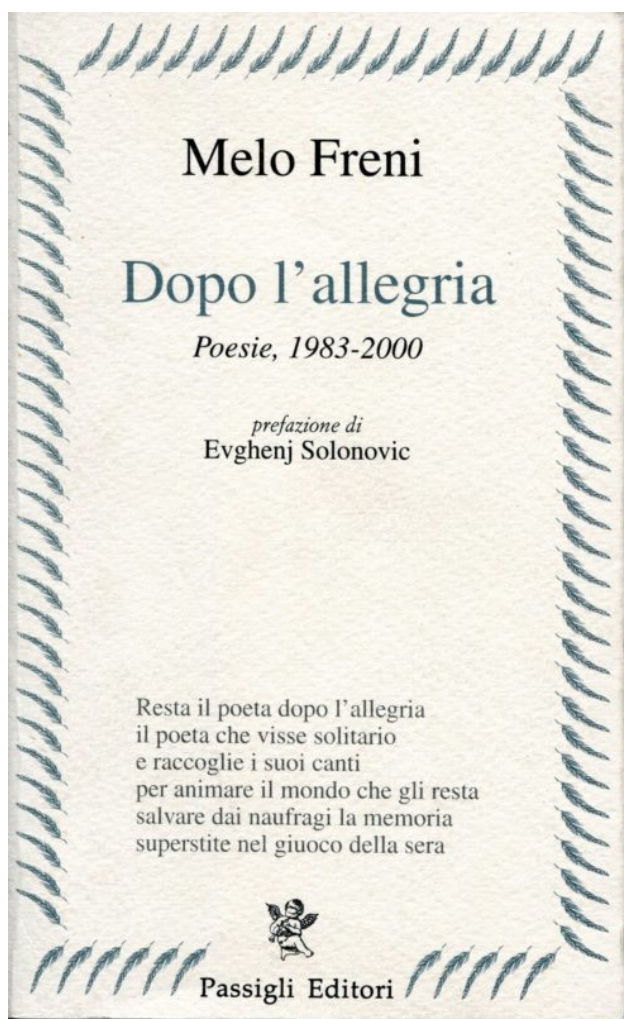 Melo Freni
Dopo l'allegria
Poesie, 1983-2000
prefazione di
Evghenj Solonovic
Resta il poeta dopo l'allegria
il poeta che visse solitario
e raccoglie i suoi canti
per animare il mondo che gli resta
salvare dai naufragi la memoria
superstite nel giuoco della sera
Passigli Editori